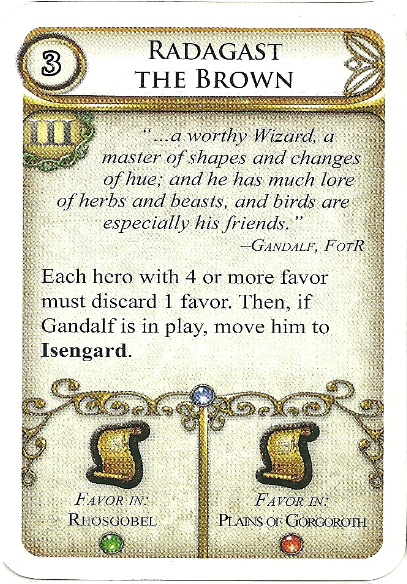 3
RADAGAST
THE BROWN
III
“...a worthy Wizard, a
master of shapes and changes
of hue; and he has much lore
of herbs and beasts, and birds are
especially his friends.”
–GANDALF, FOTR
Each hero with 4 or more favor
must discard 1 favor. Then, if
Gandalf is in play, move him to
Isengard.
FAVOR IN:
RHOSGOBEL
FAVOR IN:
PLAINS OF GORGOROTH